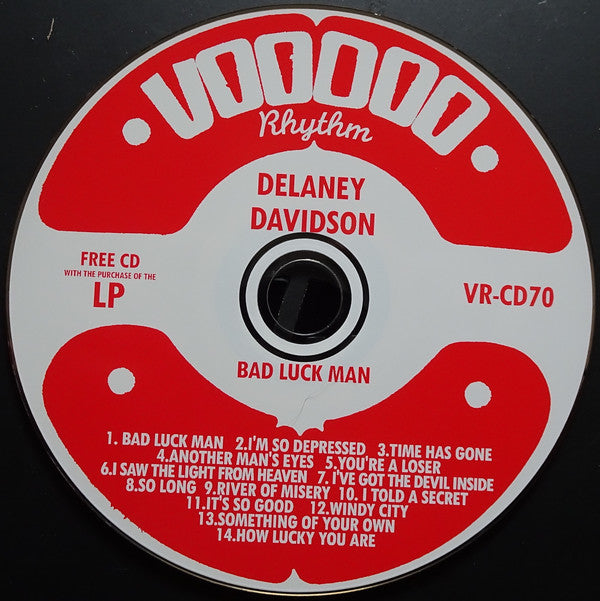 VOODOO
Rhythm
DELANEY
DAVIDSON
FREE CD
WITH THE PURCHASE OF THE
LP
VR-CD70
BAD LUCK MAN
1. BAD LUCK MAN 2.I'M SO DEPRESSED 3.TIME HAS GONE
4.ANOTHER MAN'S EYES 5.YOU'RE A LOSER
6.I SAW THE LIGHT FROM HEAVEN 7. I'VE GOT THE DEVIL INSIDE
8.SO LONG 9.RIVER OF MISERY 10. I TOLD A SECRET
11.IT'S SO GOOD 12.WINDY CITY
13.SOMETHING OF YOUR OWN
14.HOW LUCKY YOU ARE